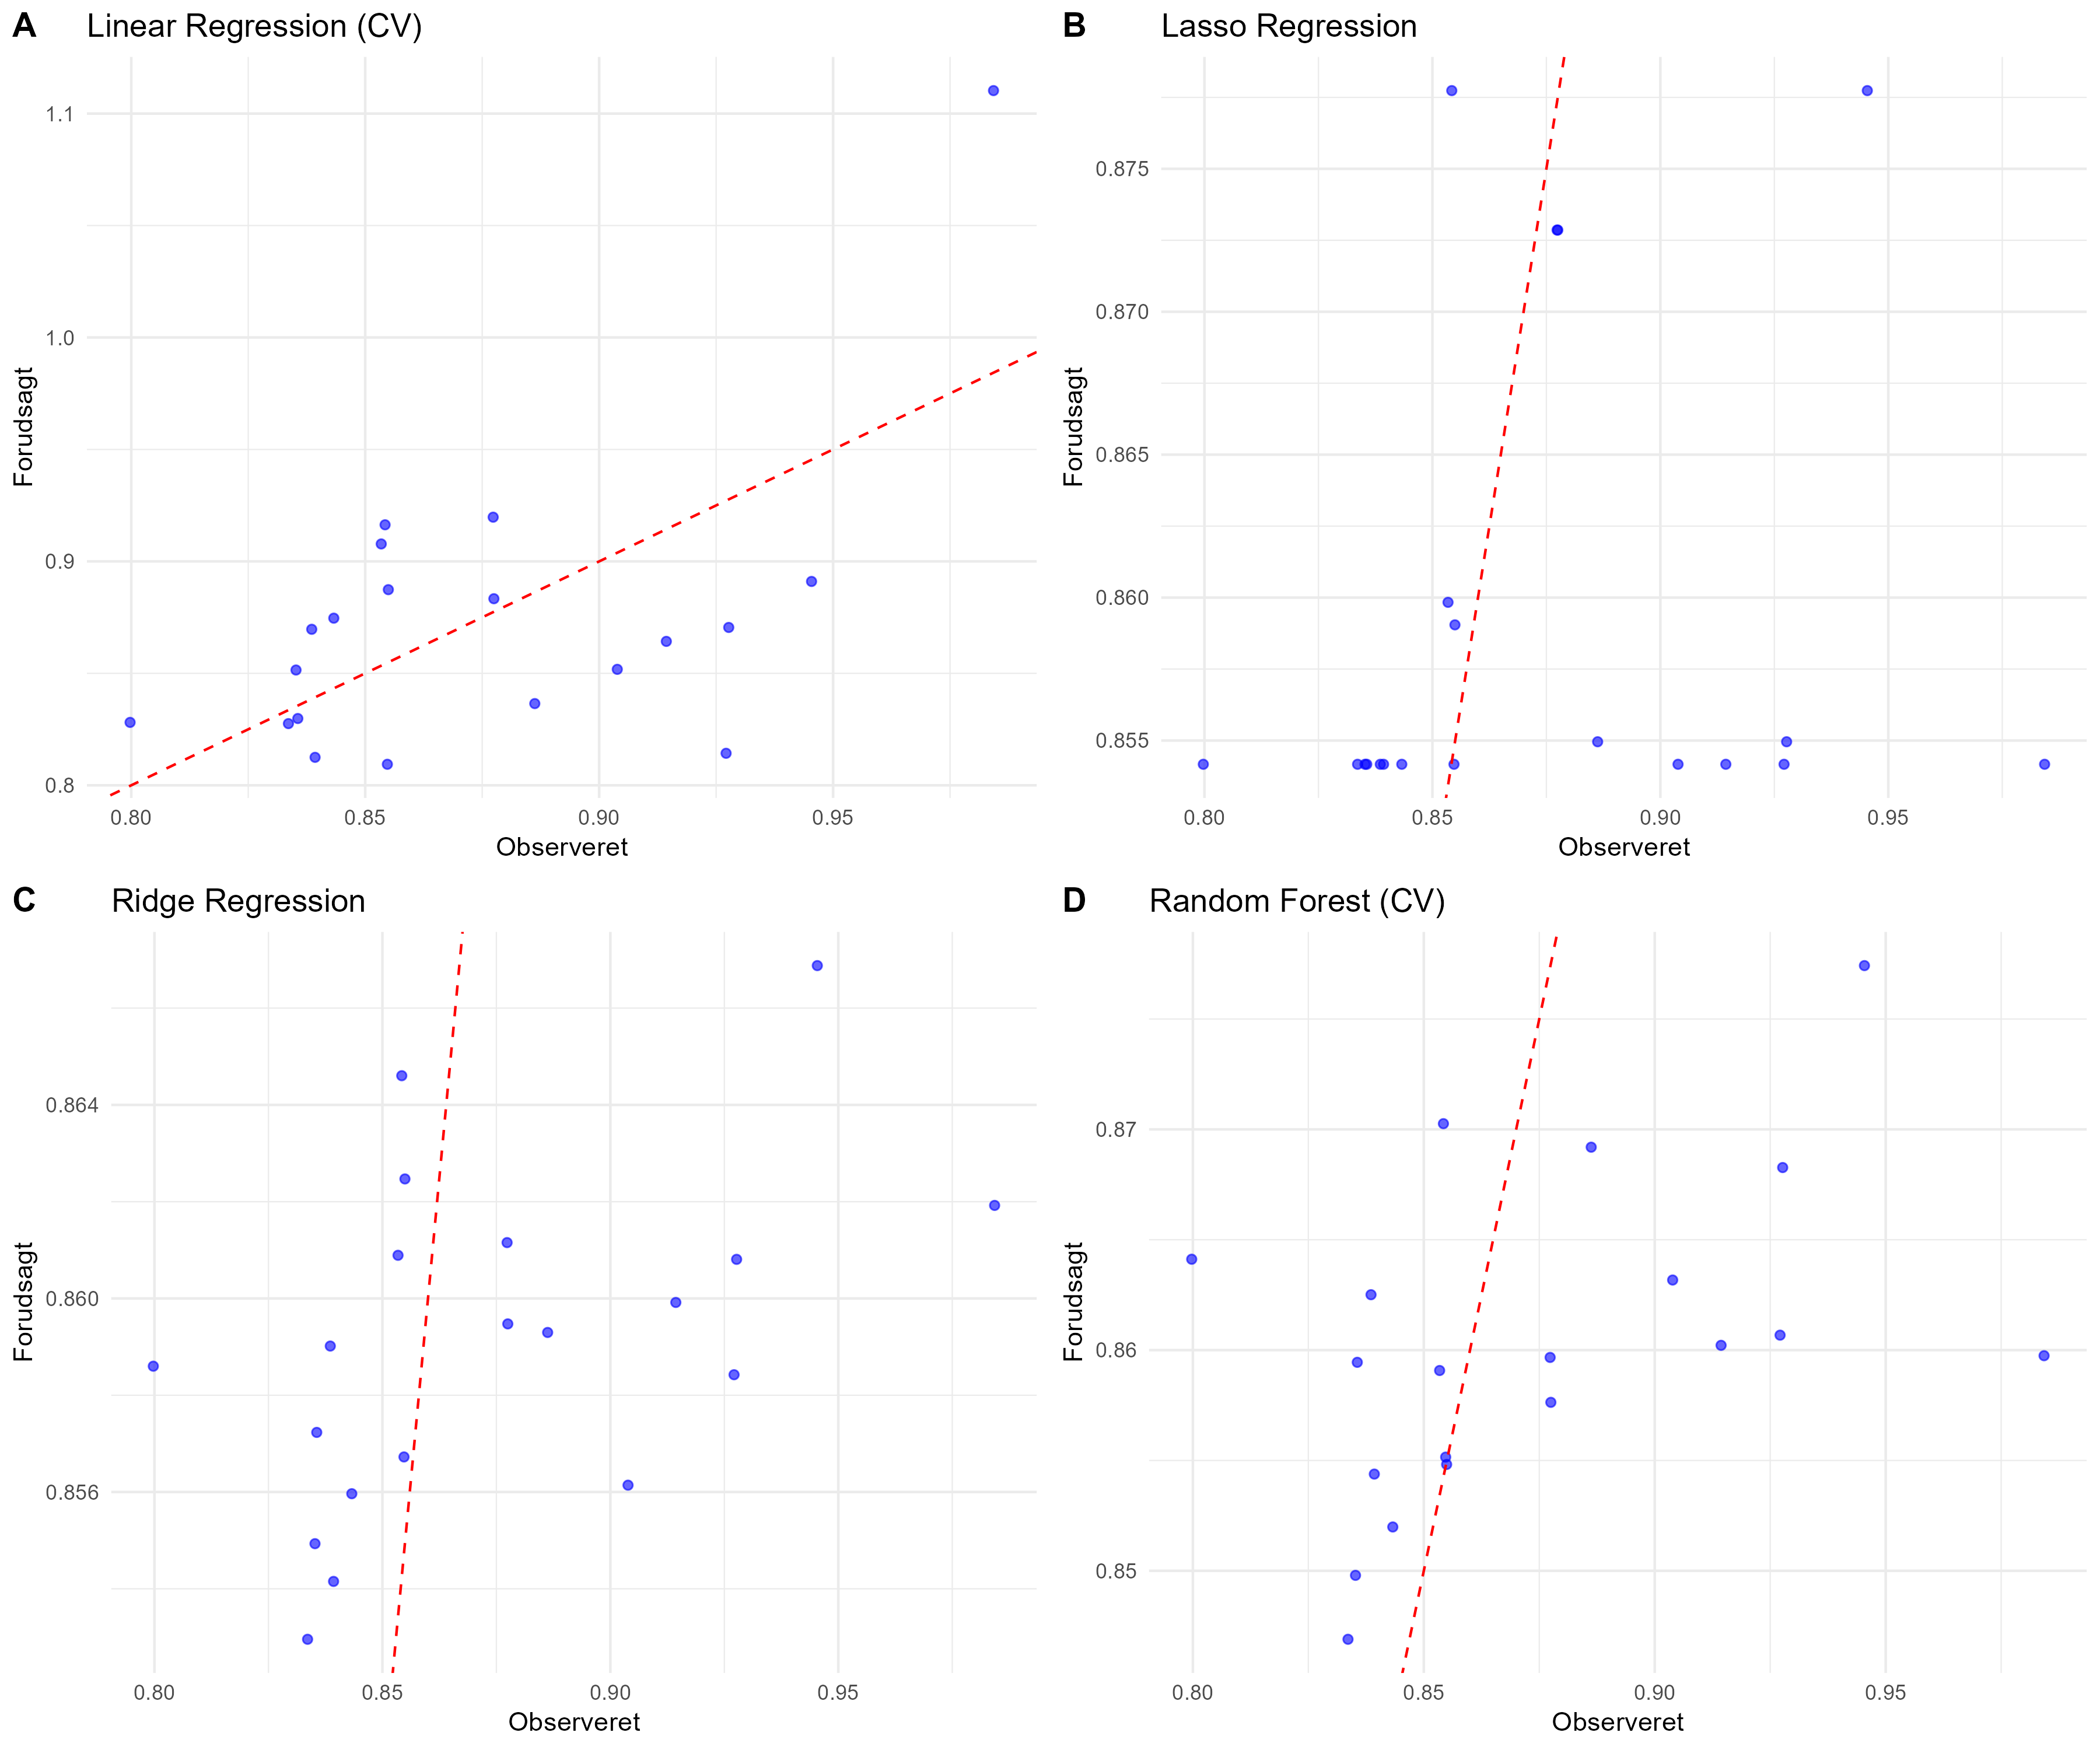 A Linear Regression (CV)
1.1
1.0
0.9
0.8
Forudsagt
0.80 0.85 0.90 0.95
Observeret
B Lasso Regression
0.875
0.870
0.865
0.860
0.855
Forudsagt
0.80 0.85 0.90 0.95
Observeret
C Ridge Regression
0.864
0.860
0.856
Forudsagt
0.80 0.85 0.90 0.95
Observeret
D Random Forest (CV)
0.87
0.86
0.85
Forudsagt
0.80 0.85 0.90 0.95
Observeret